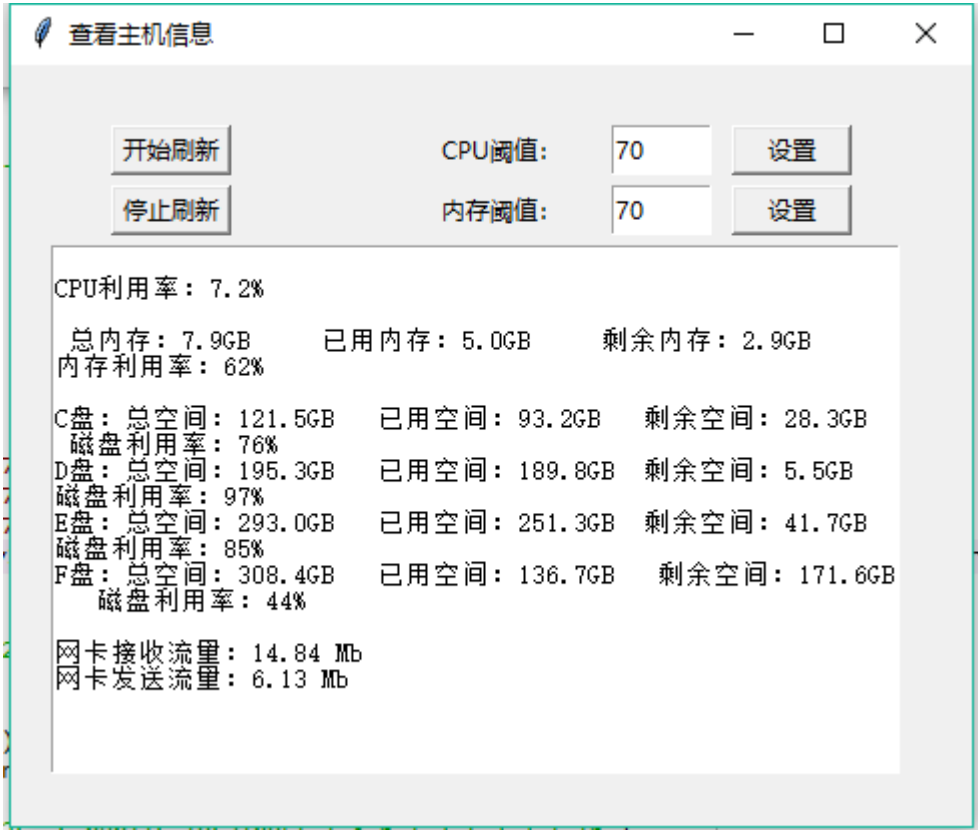 查看主机信息
开始刷新 CPU阈值: 70 设置
停止刷新 内存阈值: 70 设置
CPU利用率: 7.2%
总内存: 7.9GB 已用内存: 5.0GB 剩余内存: 2.9GB
内存利用率: 62%
C盘: 总空间: 121.5GB 已用空间: 93.2GB 剩余空间: 28.3GB
磁盘利用率: 76%
D盘: 总空间: 195.3GB 已用空间: 189.8GB 剩余空间: 5.5GB
磁盘利用率: 97%
E盘: 总空间: 293.0GB 已用空间: 251.3GB 剩余空间: 41.7GB
磁盘利用率: 85%
F盘: 总空间: 308.4GB 已用空间: 136.7GB 剩余空间: 171.6GB
磁盘利用率: 44%
网卡接收流量: 14.84 Mb
网卡发送流量: 6.13 Mb